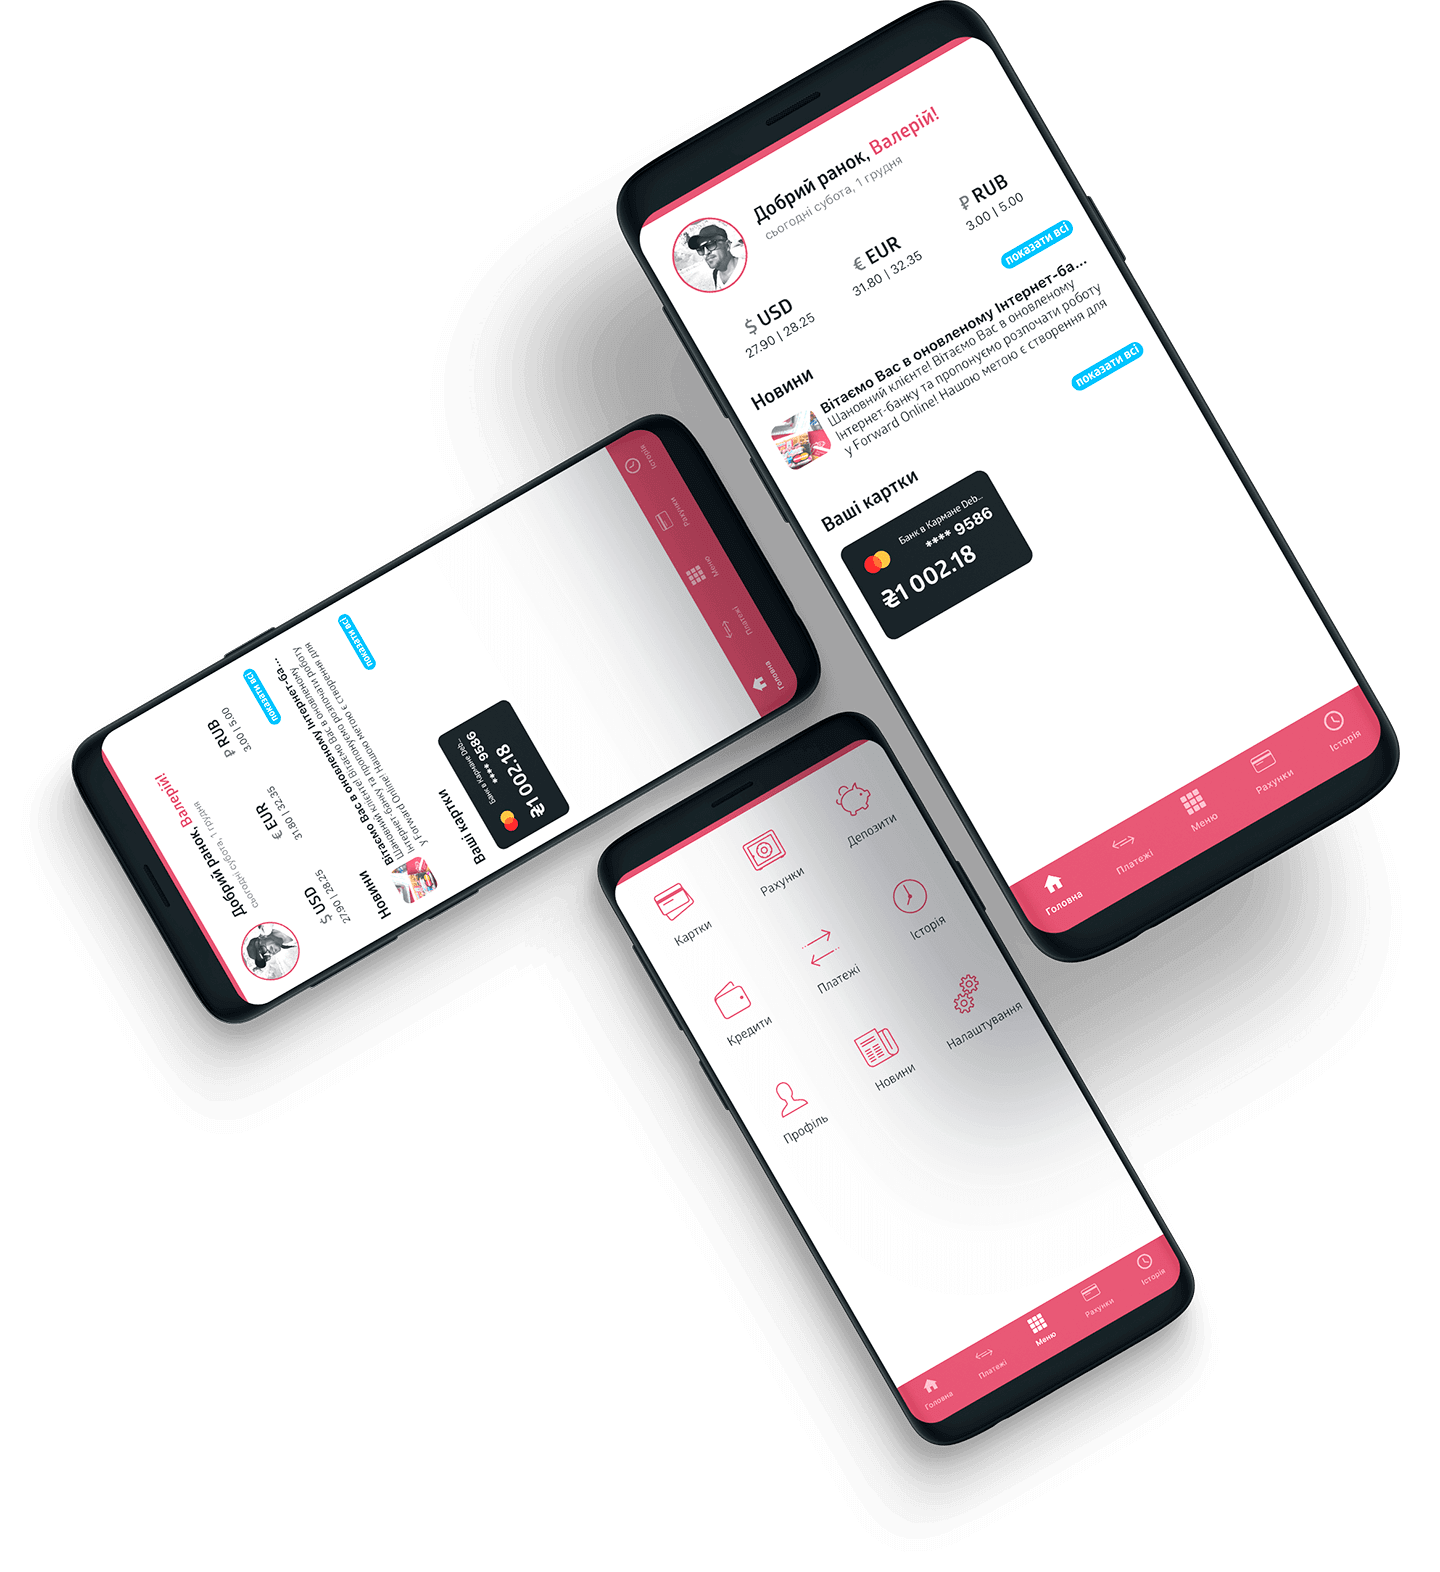 Добрий ранок, Валерій!
сьогодні субота, 1 грудня
$ USD
27.90 | 28.25
€ EUR
31.80 | 32.35
₽ RUB
3.00 | 5.00
показати всі
Новини
Вітаємо Вас в оновленому Інтернет-ба...
Шановний клієнте! Вітаємо Вас в оновленому
Інтернет-банку та пропонуємо розпочати роботу
у Forward Online! Нашою метою є створення для
показати всі
Ваші картки
Банк в Кармане Deb...
**** 9586
₴1 002.18
Головна
Платежі
Меню
Рахунки
Історія
Добрий ранок, Валерій!
сьогодні субота, 1 грудня
$ USD
27.90 | 28.25
€ EUR
31.80 | 32.35
₽ RUB
3.00 | 5.00
показати всі
Новини
Вітаємо Вас в оновленому Інтернет-ба...
Шановний клієнте! Вітаємо Вас в оновленому
Інтернет-банку та пропонуємо розпочати роботу
у Forward Online! Нашою метою є створення для
показати всі
Ваші картки
Банк в Кармане Deb...
**** 9586
₴1 002.18
Головна
Платежі
Меню
Рахунки
Історія
Картки
Рахунки
Депозити
Кредити
Платежі
Історія
Профіль
Новини
Налаштування
Головна
Платежі
Меню
Рахунки
Історія